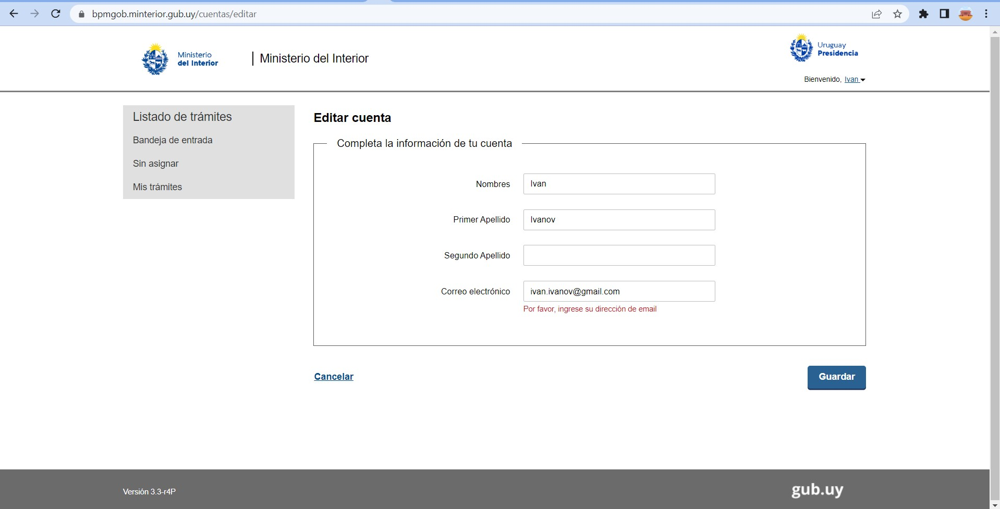 bpmgob.minterior.gub.uy/cuentas/editar
Ministerio
del Interior
Ministerio del Interior
Uruguay
Presidencia
Bienvenido, Ivan
Listado de trámites
Bandeja de entrada
Sin asignar
Mis trámites
Editar cuenta
Completa la información de tu cuenta
Nombres Ivan
Primer Apellido Ivanov
Segundo Apellido
Correo electrónico ivan.ivanov@gmail.com
Por favor, ingrese su dirección de email
Cancelar
Guardar
Versión 3.3-r4P
gub.uy